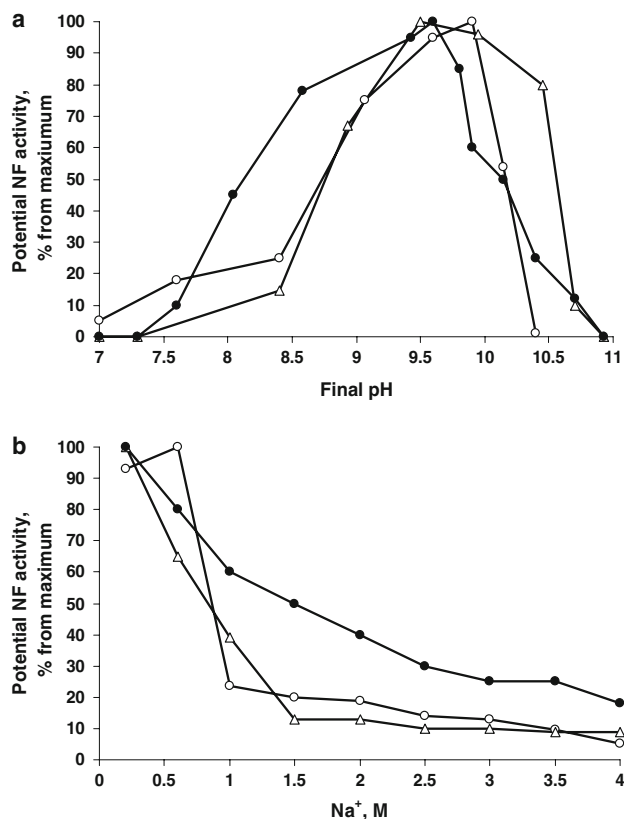 a
Potential NF activity,
% from maxiumum
100
90
80
70
60
50
40
30
20
10
0
7 7.5 8 8.5 9 9.5 10 10.5 11
Final pH
b
Potential NF activity,
% from maximum
100
90
80
70
60
50
40
30
20
10
0
0 0.5 1 1.5 2 2.5 3 3.5 4
Na⁺, M